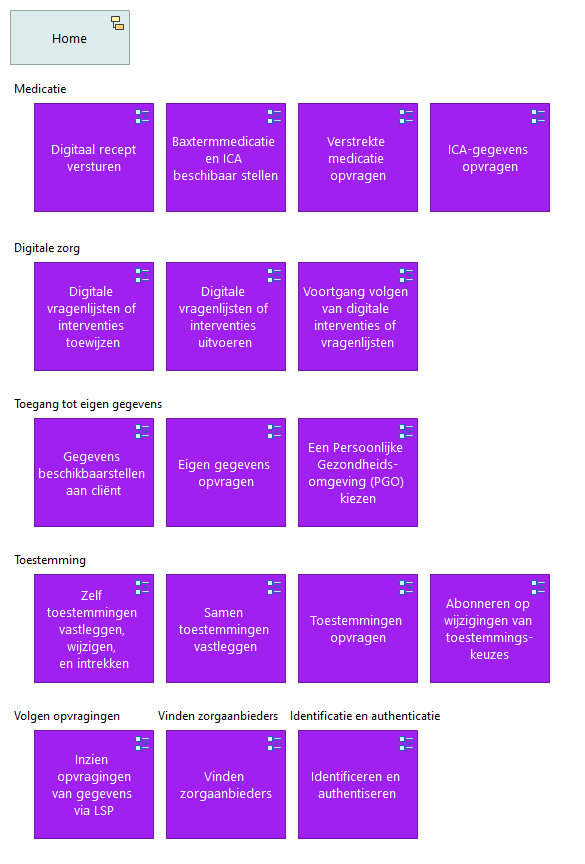 Home
Medicatie
Digitaal recept
versturen
Baxtermmedicatie
en ICA
beschibaar stellen
Verstrekte
medicatie
opvragen
ICA-gegevens
opvragen
Digitale zorg
Digitale
vragenlijsten of
interventies
toewijzen
Digitale
vragenlijsten of
interventies
uitvoeren
Voortgang volgen
van digitale
interventies of
vragenlijsten
Toegang tot eigen gegevens
Gegevens
beschikbaarstellen
aan cliënt
Eigen gegevens
opvragen
Een Persoonlijke
Gezondheids-
omgeving (PGO)
kiezen
Toestemming
Zelf
toestemmingen
vastleggen,
wijzigen,
en intrekken
Samen
toestemmingen
vastleggen
Toestemmingen
opvragen
Abonneren op
wijzigingen van
toestemmings-
keuzes
Volgen opvragingen
Vinden zorgaanbieders
Identificatie en authenticatie
Inzien
opvragingen
van gegevens
via LSP
Vinden
zorgaanbieders
Identificeren en
authentiseren